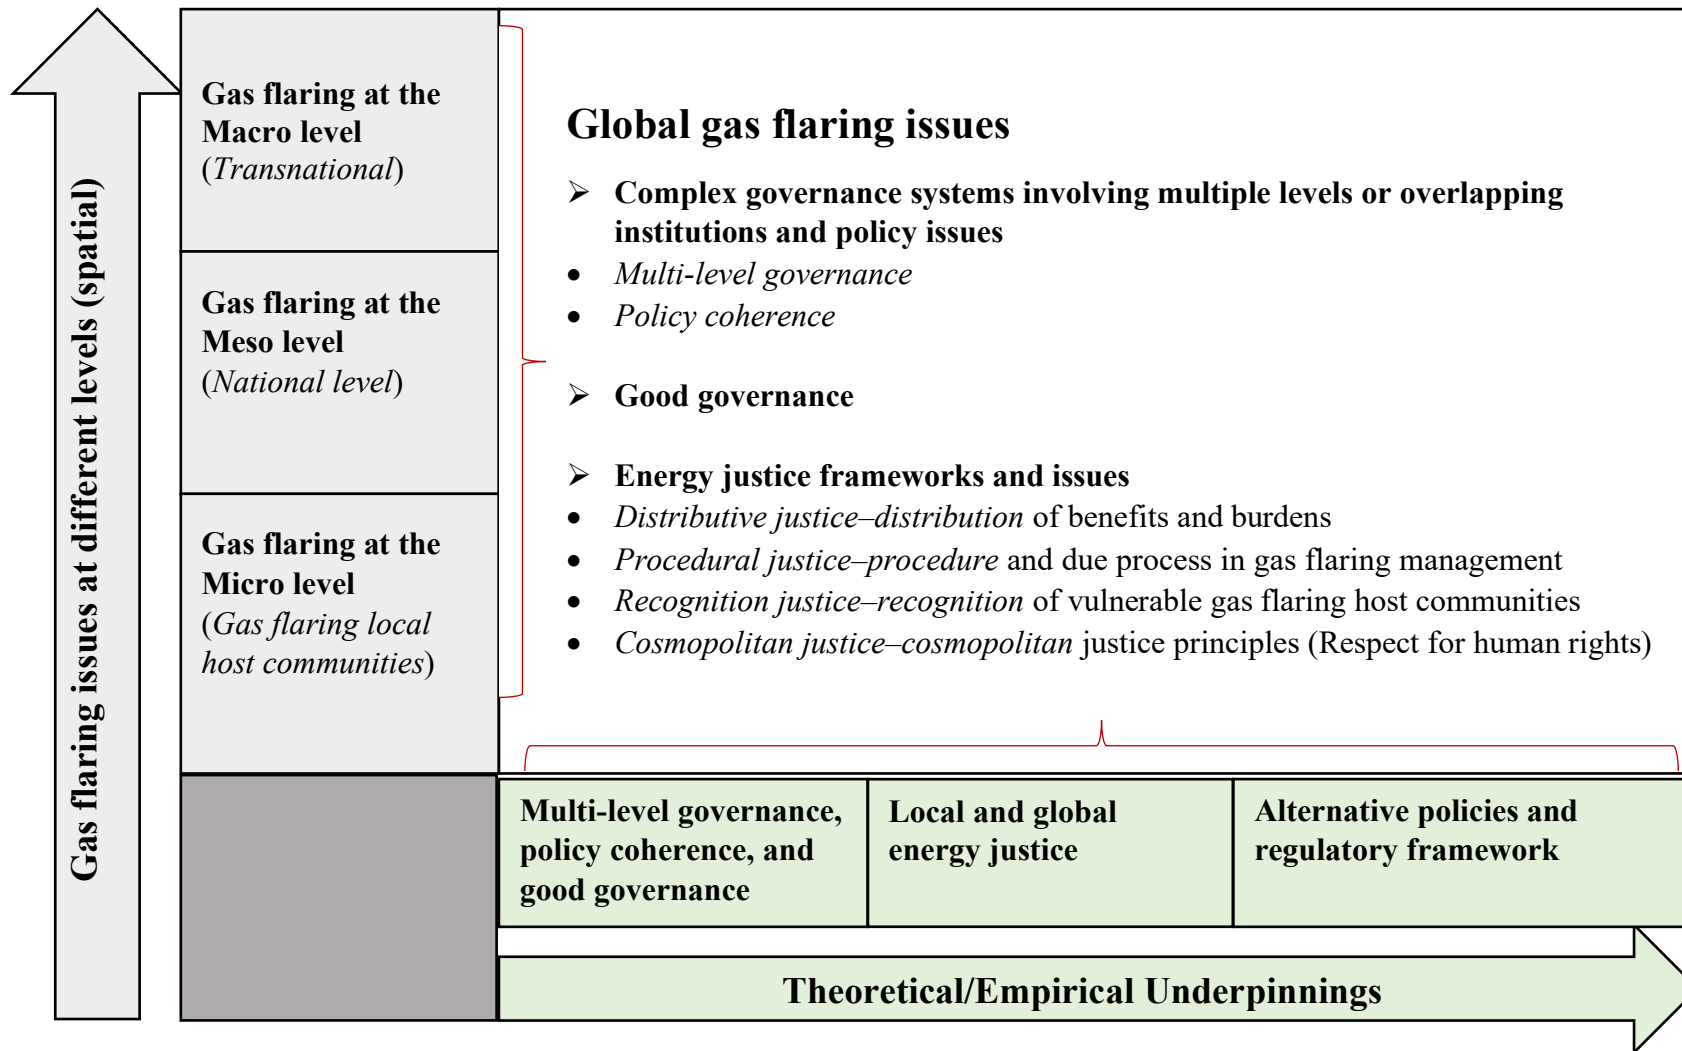 Gas flaring issues at different levels (spatial)
Gas flaring at the
Macro level
(Transnational)
Gas flaring at the
Meso level
(National level)
Gas flaring at the
Micro level
(Gas flaring local
host communities)
Global gas flaring issues
➢ Complex governance systems involving multiple levels or overlapping
institutions and policy issues
• Multi-level governance
• Policy coherence
➢ Good governance
➢ Energy justice frameworks and issues
• Distributive justice–distribution of benefits and burdens
• Procedural justice–procedure and due process in gas flaring management
• Recognition justice–recognition of vulnerable gas flaring host communities
• Cosmopolitan justice–cosmopolitan justice principles (Respect for human rights)
Multi-level governance,
policy coherence, and
good governance
Local and global
energy justice
Alternative policies and
regulatory framework
Theoretical/Empirical Underpinnings